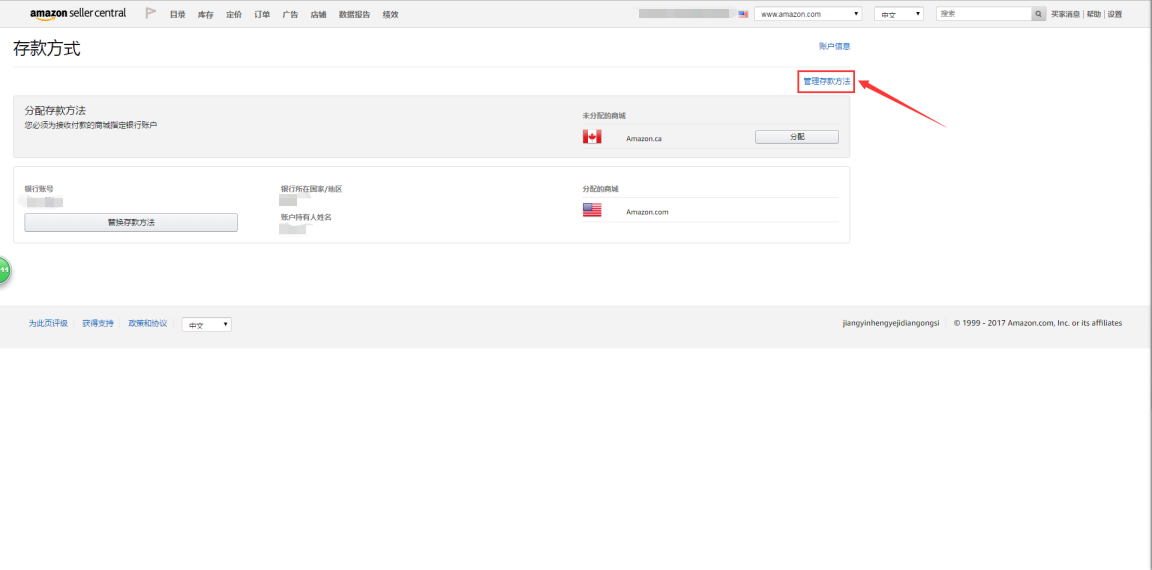 amazon seller central 目录 库存 定价 订单 广告 店铺 数据报告 绩效 www.amazon.com 中文 搜索 买家消息 | 帮助 | 设置
存款方式 账户信息
管理存款方法
分配存款方法
您必须为接收付款的商城指定银行账户
未分配的商城
Amazon.ca 分配
银行账号 银行所在国家/地区 分配的商城
Amazon.com
账户持有人姓名
替换存款方法
44
为此页评级 获得支持 政策和协议 中文 jiangyinhengyejidiangongsi © 1999 - 2017 Amazon.com, Inc. or its affiliates